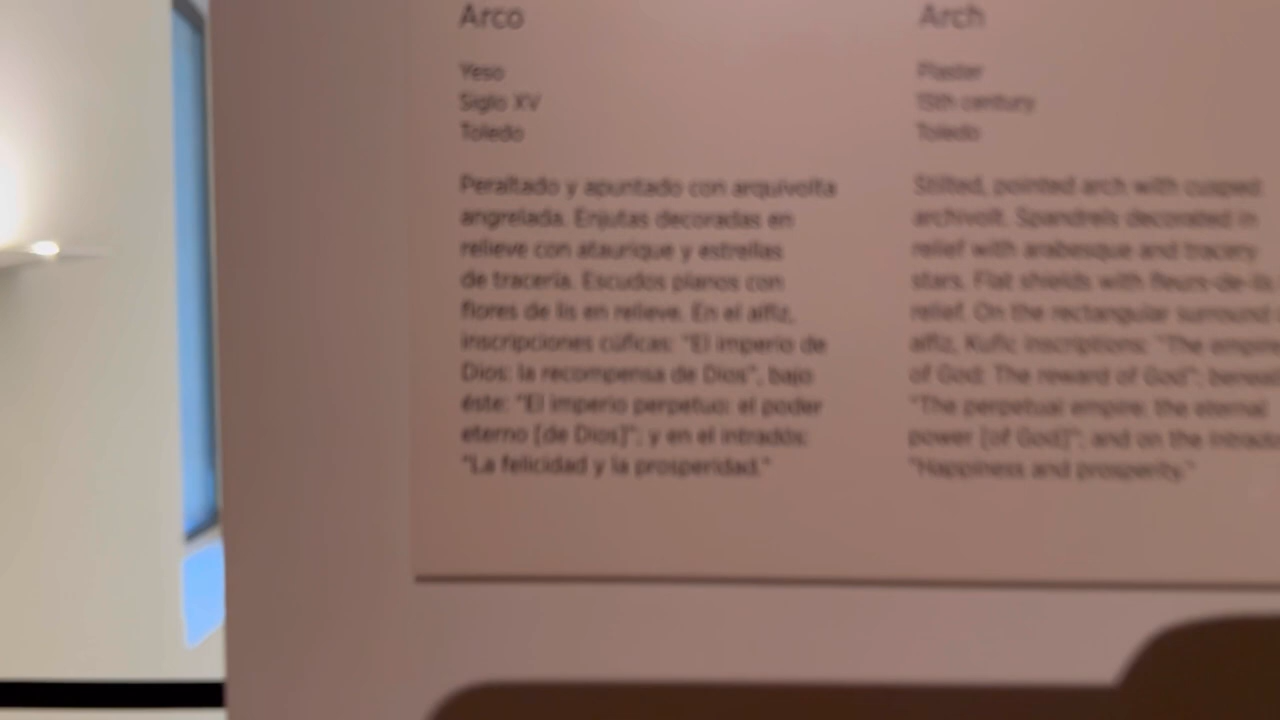 Arco
Yeso
Siglo XV
Toledo
Peraltado y apuntado con arquivolta
angrelada. Enjutas decoradas en
relieve con ataurique y estrellas
de tracería. Escudos planos con
flores de lis en relieve. En el alfiz,
inscripciones cúficas: "El imperio de
Dios: la recompensa de Dios", bajo
éste: "El imperio perpetuo: el poder
eterno [de Dios]"; y en el intradós:
"La felicidad y la prosperidad."
Arch
Plaster
15th century
Toledo
Stilted, pointed arch with cusped
archivolt. Spandrels decorated in
relief with arabesque and tracery
stars. Flat shields with fleurs-de-lis
relief. On the rectangular surround
alfiz, Kufic inscriptions: "The empire
of God: The reward of God"; beneat
"The perpetual empire: the eternal
power [of God]"; and on the intrado
"Happiness and prosperity."